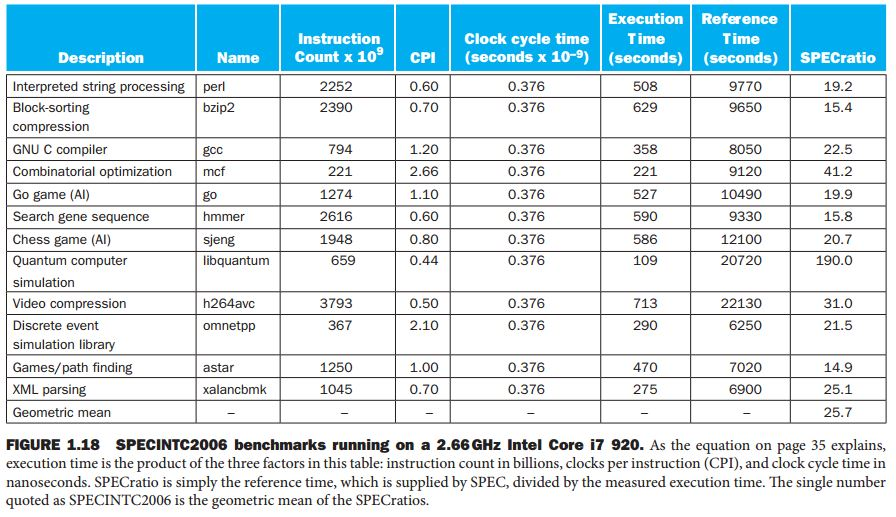 Description Name Instruction Count x 10⁹ CPI Clock cycle time (seconds x 10⁻⁹) Execution Time (seconds) Reference Time (seconds) SPECratio
Interpreted string processing perl 2252 0.60 0.376 508 9770 19.2
Block-sorting compression bzip2 2390 0.70 0.376 629 9650 15.4
GNU C compiler gcc 794 1.20 0.376 358 8050 22.5
Combinatorial optimization mcf 221 2.66 0.376 221 9120 41.2
Go game (AI) go 1274 1.10 0.376 527 10490 19.9
Search gene sequence hmmer 2616 0.60 0.376 590 9330 15.8
Chess game (AI) sjeng 1948 0.80 0.376 586 12100 20.7
Quantum computer simulation libquantum 659 0.44 0.376 109 20720 190.0
Video compression h264avc 3793 0.50 0.376 713 22130 31.0
Discrete event simulation library omnetpp 367 2.10 0.376 290 6250 21.5
Games/path finding astar 1250 1.00 0.376 470 7020 14.9
XML parsing xalancbmk 1045 0.70 0.376 275 6900 25.1
Geometric mean – – – – – – 25.7
FIGURE 1.18 SPECINTC2006 benchmarks running on a 2.66 GHz Intel Core i7 920. As the equation on page 35 explains,
execution time is the product of the three factors in this table: instruction count in billions, clocks per instruction (CPI), and clock cycle time in
nanoseconds. SPECratio is simply the reference time, which is supplied by SPEC, divided by the measured execution time. The single number
quoted as SPECINTC2006 is the geometric mean of the SPECratios.